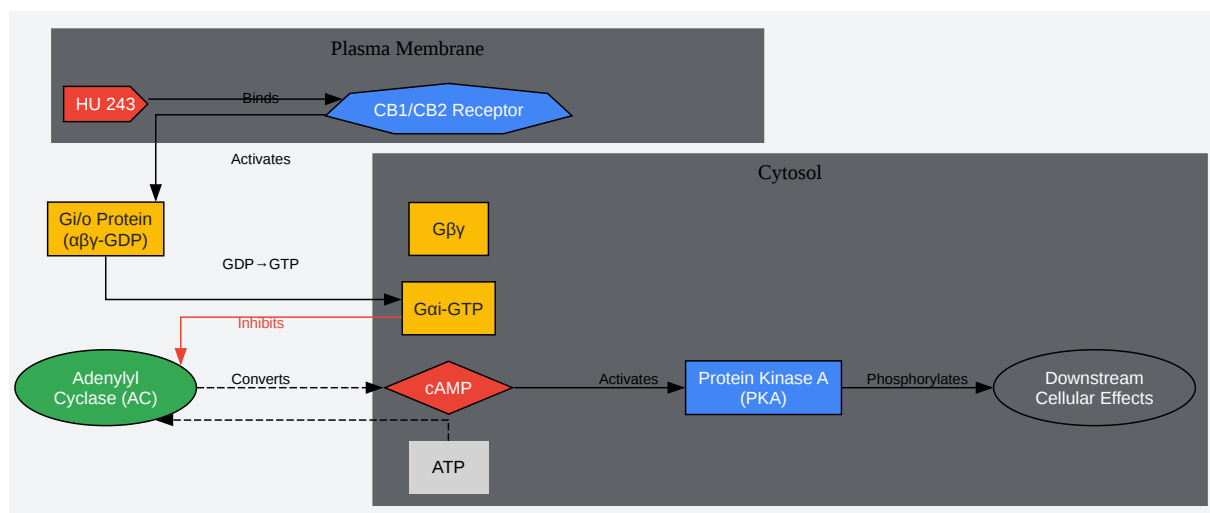 Plasma Membrane
HU 243
Binds
CB1/CB2 Receptor
Activates
Cytosol
Gi/o Protein
(αβγ-GDP)
Gβγ
GDP→GTP
Gαi-GTP
Inhibits
Adenylyl
Cyclase (AC)
Converts
cAMP
Activates
Protein Kinase A
(PKA)
Phosphorylates
Downstream
Cellular Effects
ATP